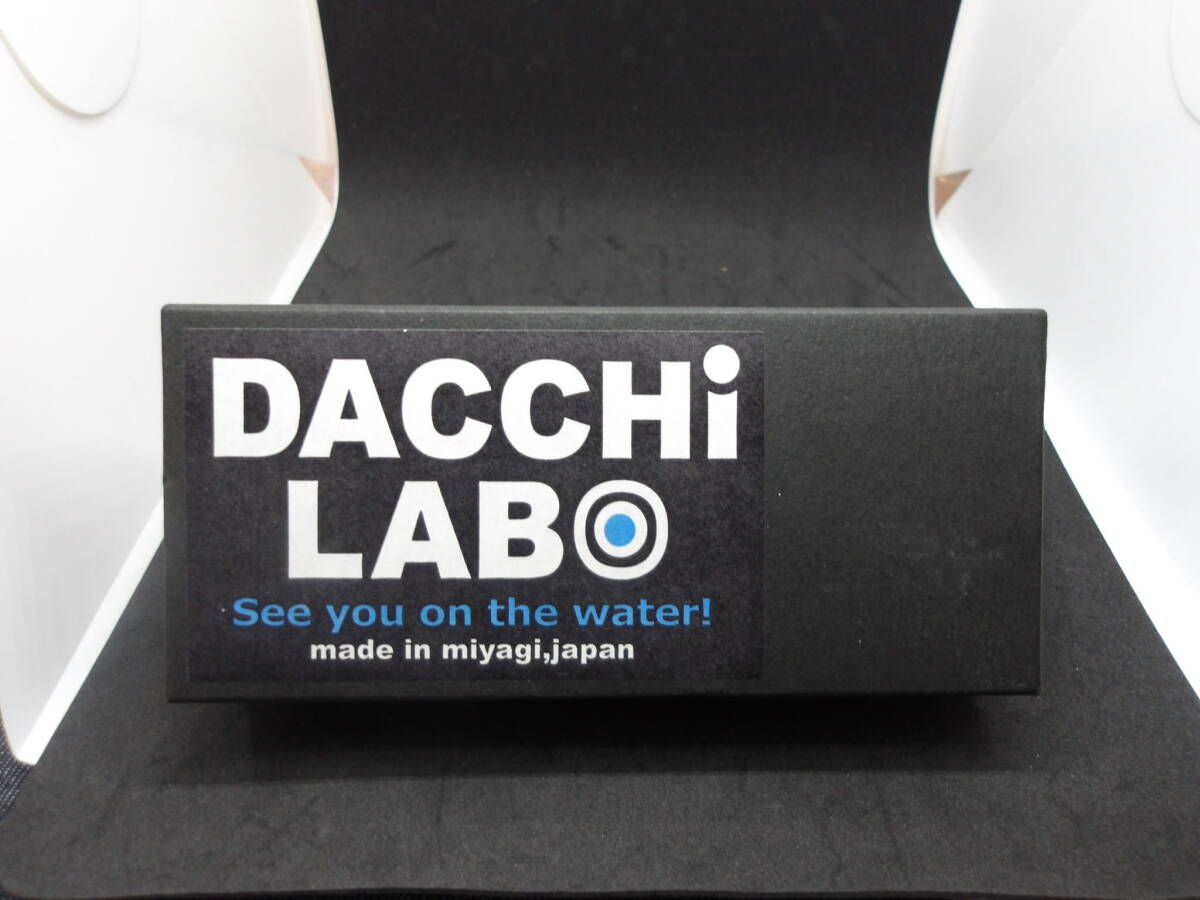 DACCHi
LABO
See you on the water!
made in miyagi,japan